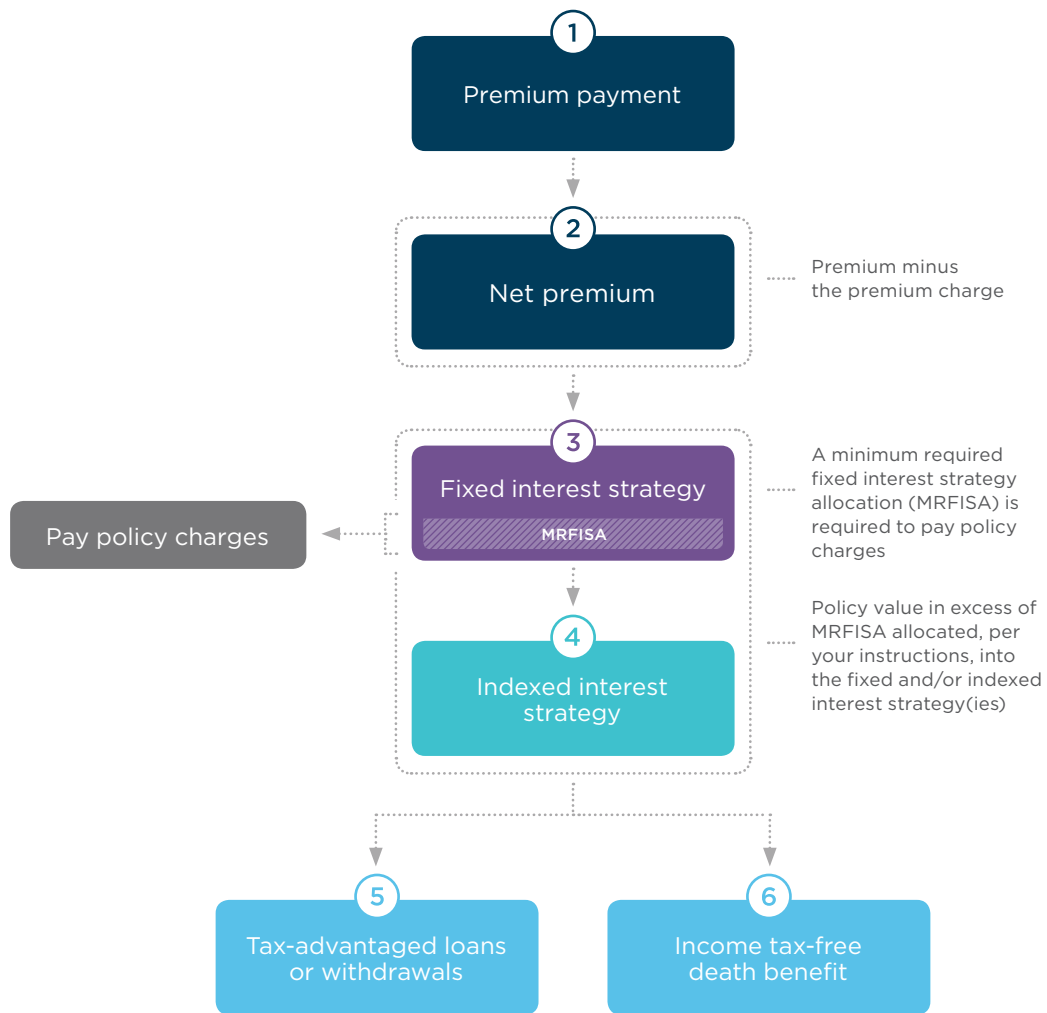 1
Premium payment
2
Net premium
Premium minus
the premium charge
3
Fixed interest strategy
MRFISA
A minimum required
fixed interest strategy
allocation (MRFISA) is
required to pay policy
charges
Pay policy charges
4
Indexed interest
strategy
Policy value in excess of
MRFISA allocated, per
your instructions, into
the fixed and/or indexed
interest strategy(ies)
5
Tax-advantaged loans
or withdrawals
6
Income tax-free
death benefit